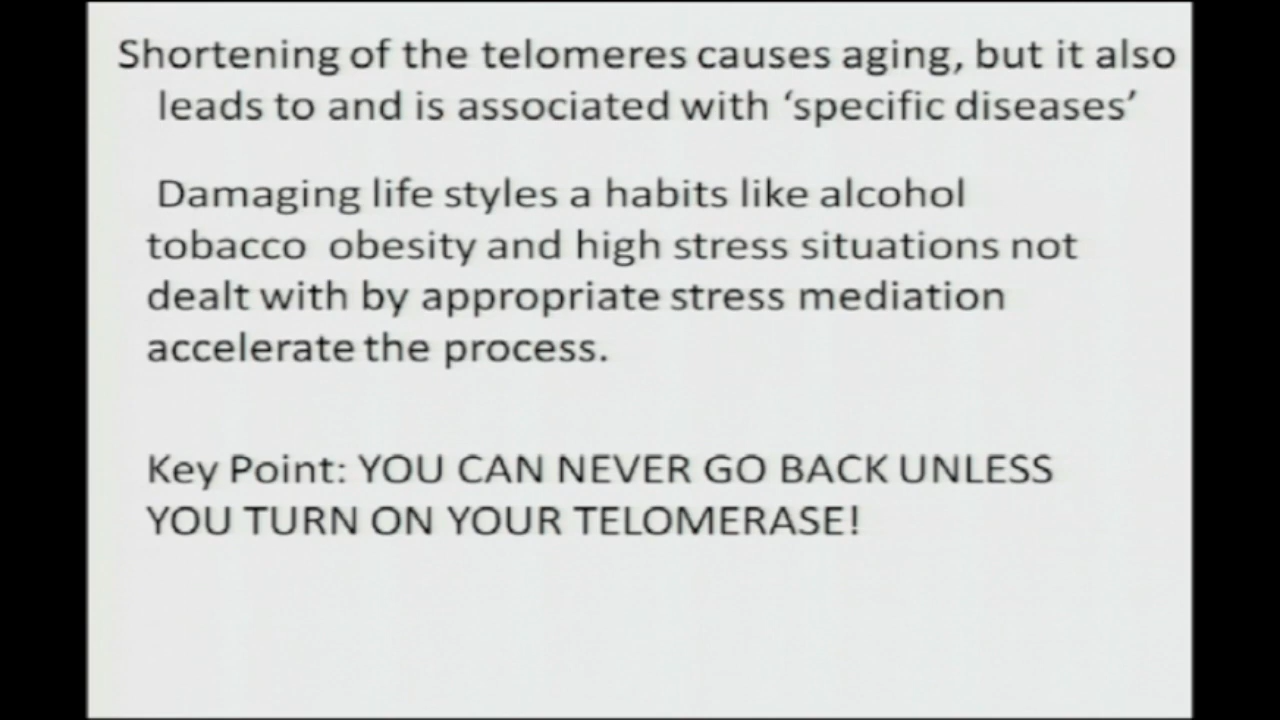 Shortening of the telomeres causes aging, but it also
leads to and is associated with ‘specific diseases’
Damaging life styles a habits like alcohol
tobacco obesity and high stress situations not
dealt with by appropriate stress mediation
accelerate the process.
Key Point: YOU CAN NEVER GO BACK UNLESS
YOU TURN ON YOUR TELOMERASE!